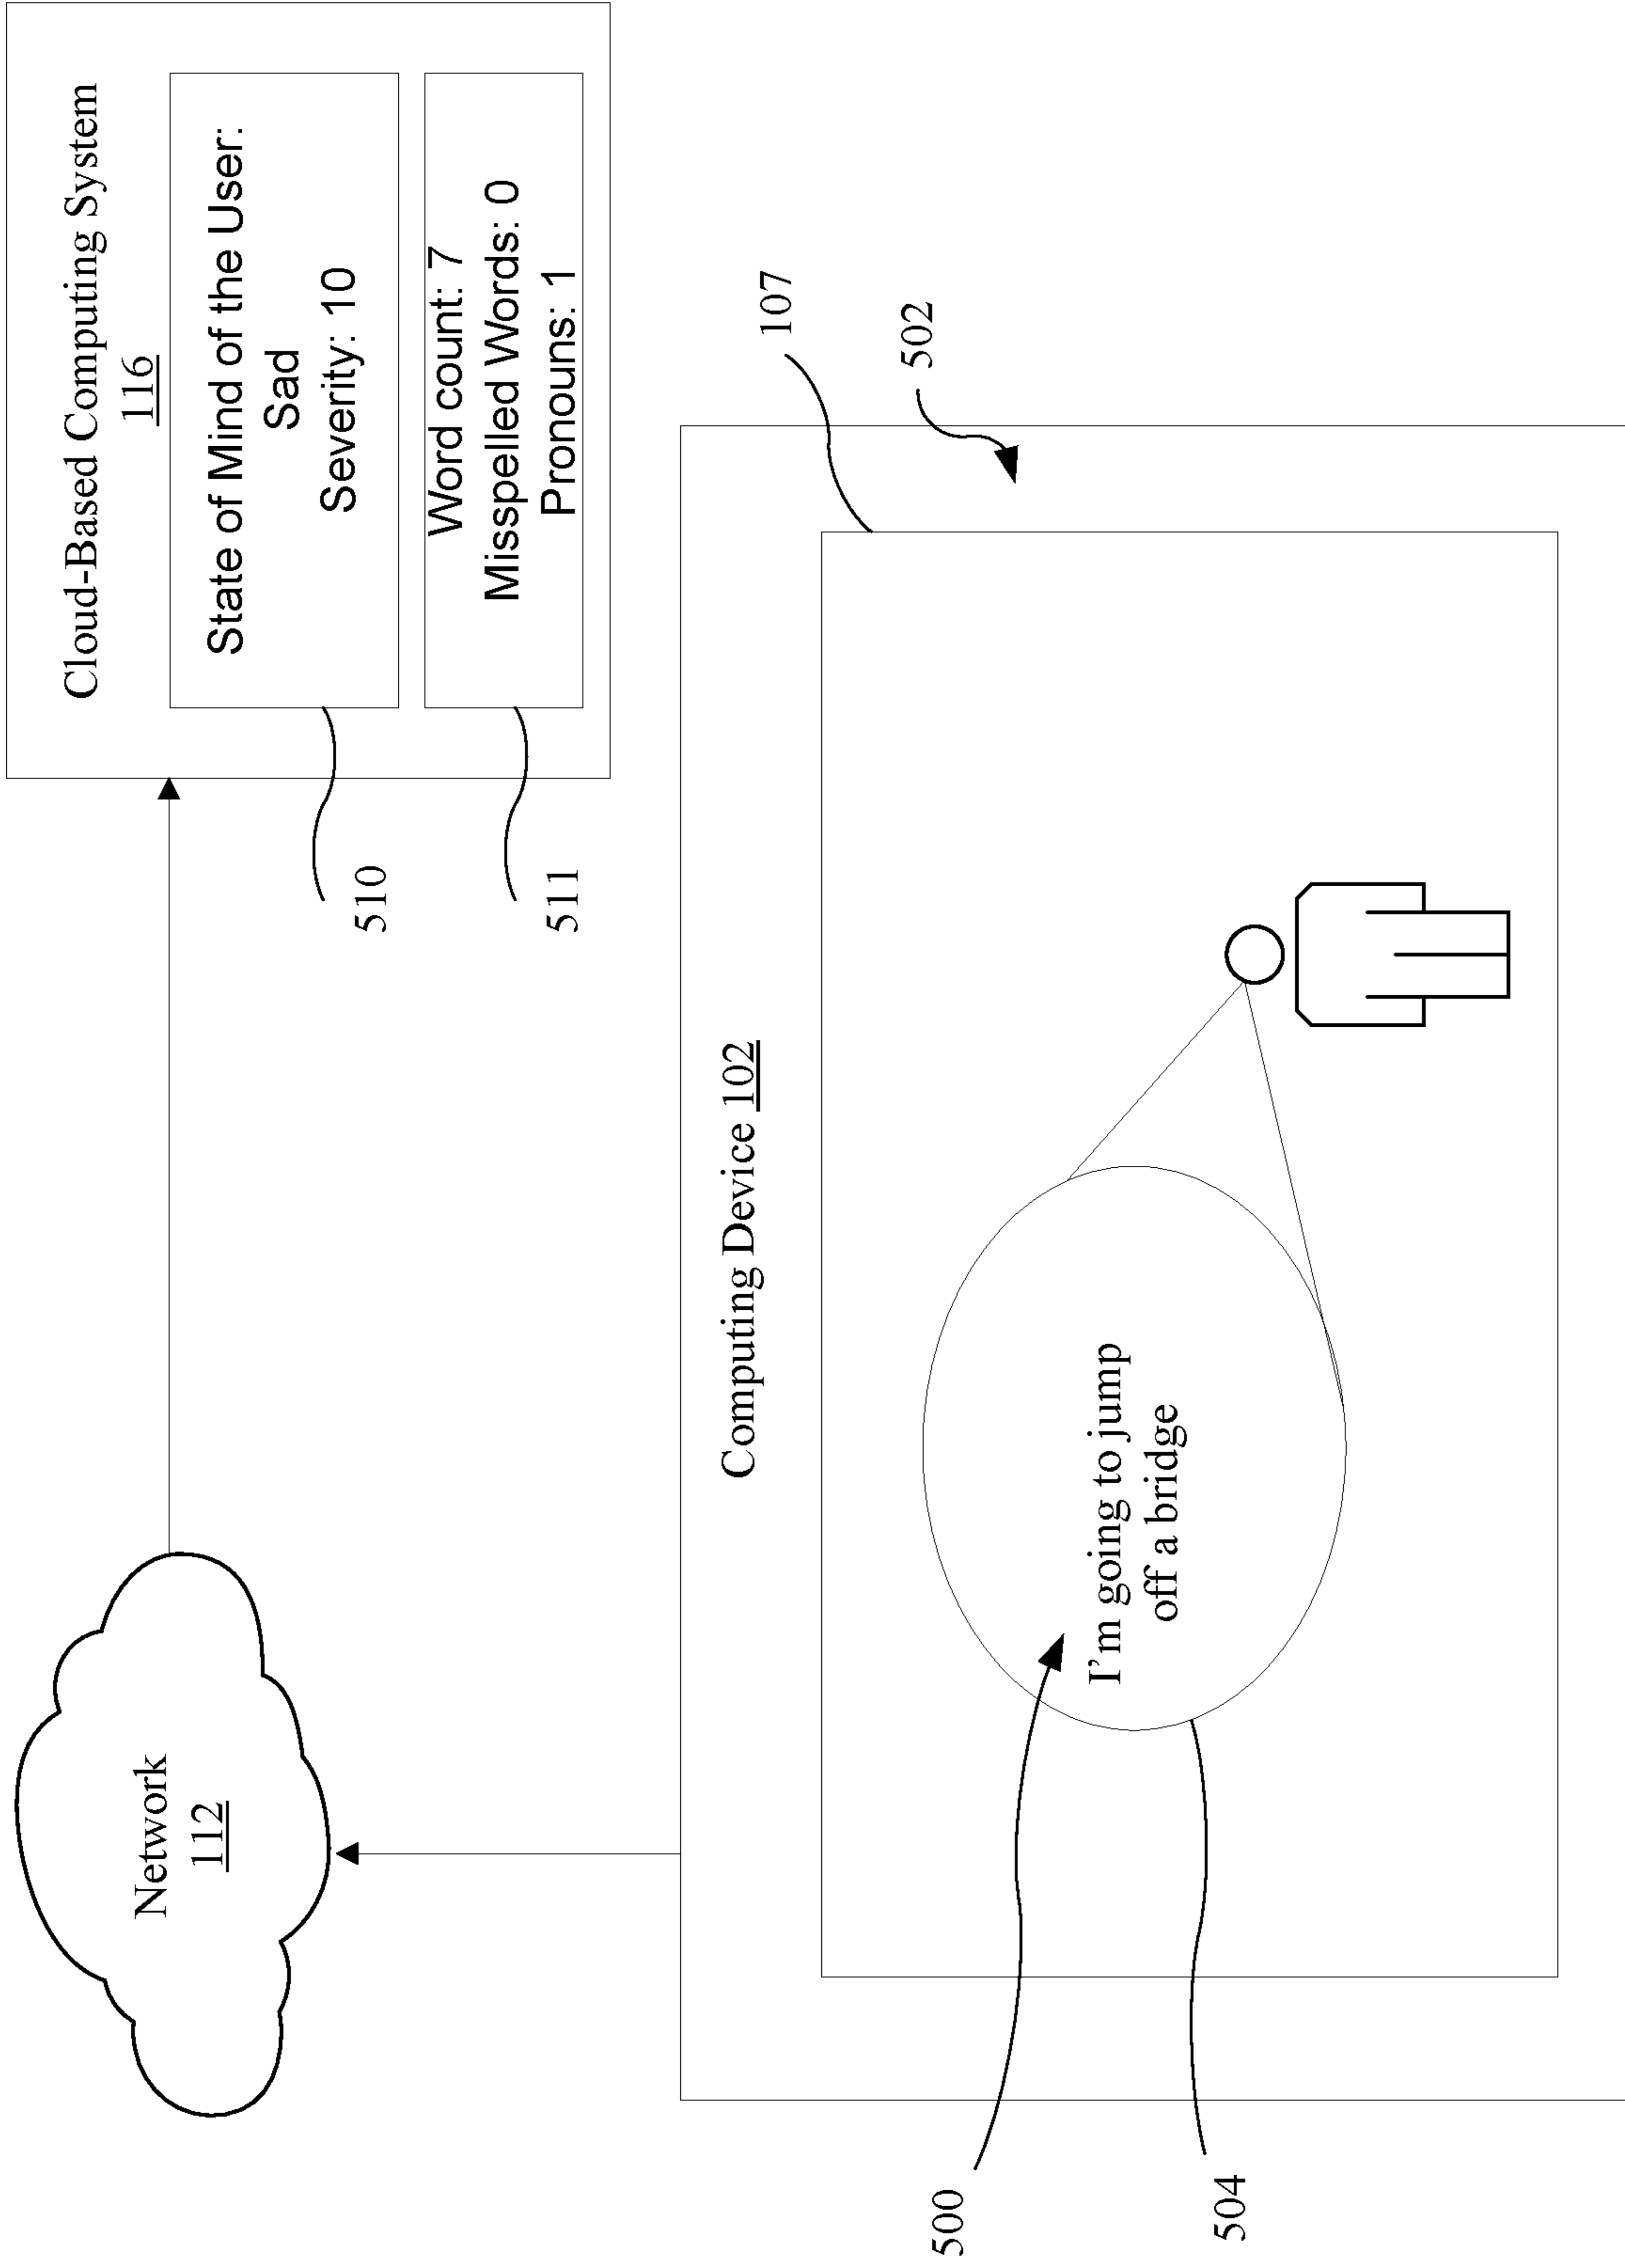 Network
112
Cloud-Based Computing System
116
State of Mind of the User:
Sad
Severity: 10
Word count: 7
Misspelled Words: 0
Pronouns: 1
510
511
Computing Device 102
107
502
I'm going to jump
off a bridge
500
504